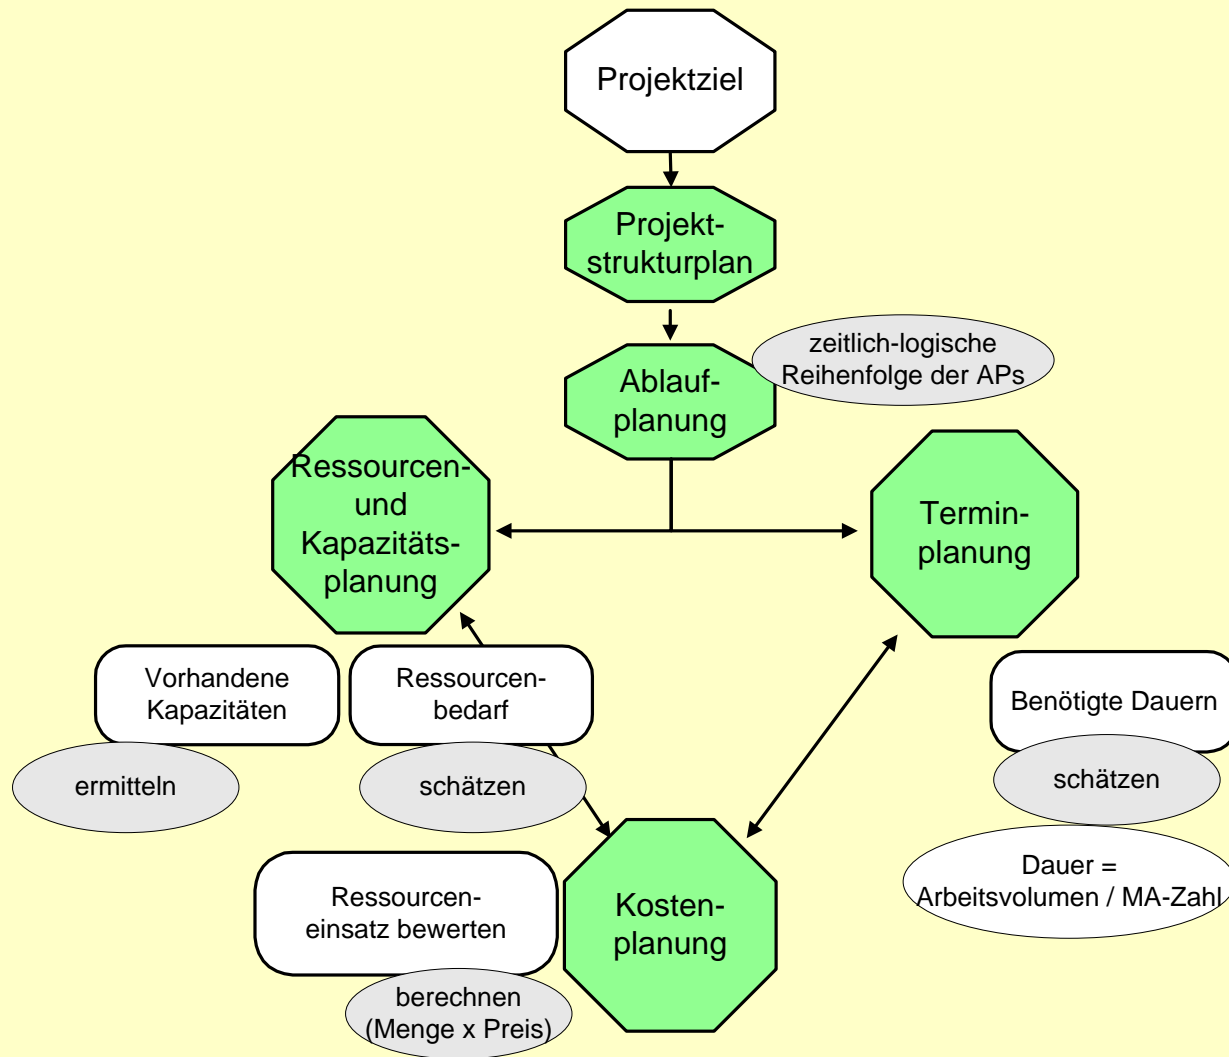 Projektziel
Projekt-
strukturplan
zeitlich-logische
Reihenfolge der APs
Ablauf-
planung
Ressourcen-
und
Kapazitäts-
planung
Termin-
planung
Vorhandene
Kapazitäten
ermitteln
Ressourcen-
bedarf
schätzen
Benötigte Dauern
schätzen
Dauer =
Arbeitsvolumen / MA-Zahl
Ressourcen-
einsatz bewerten
berechnen
(Menge x Preis)
Kosten-
planung